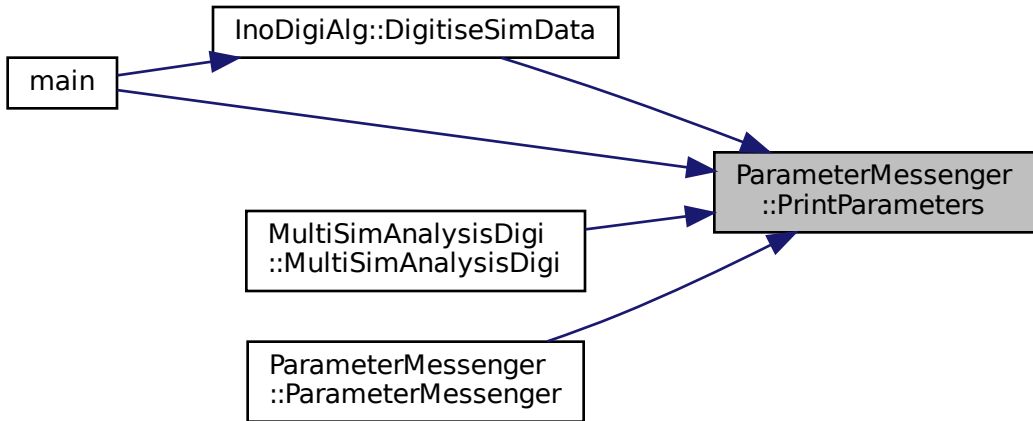 InoDigiAlg::DigitiseSimData
main
ParameterMessenger
::PrintParameters
MultiSimAnalysisDigi
::MultiSimAnalysisDigi
ParameterMessenger
::ParameterMessenger